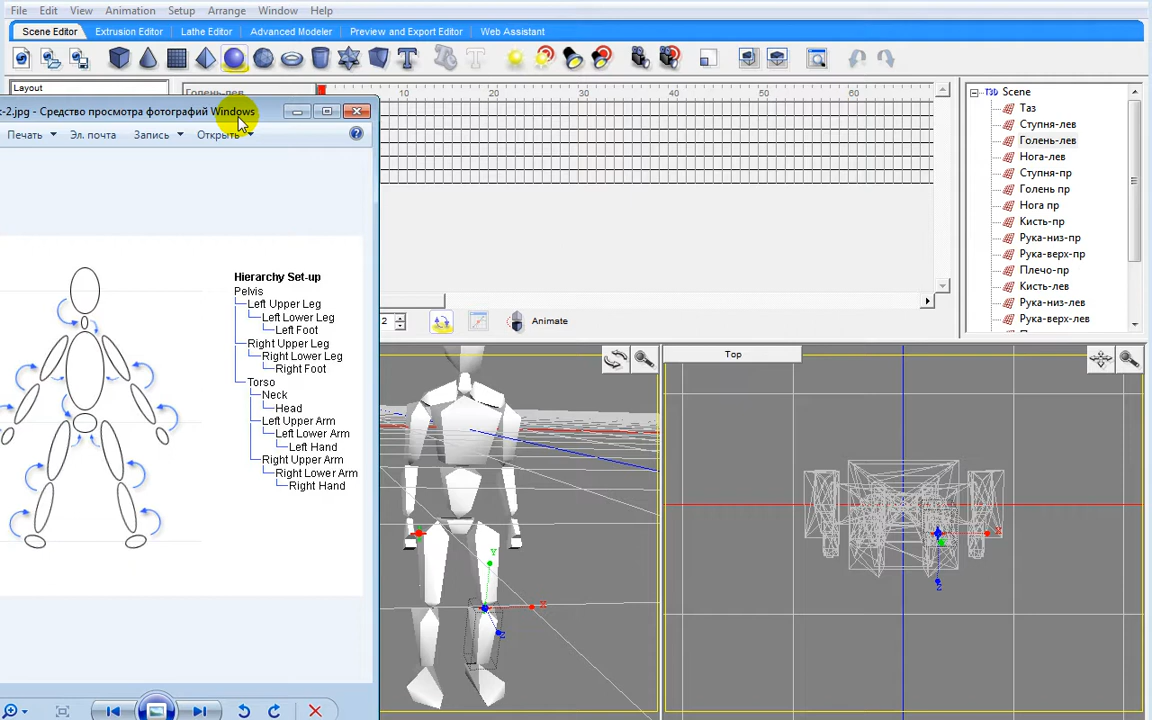 File Edit View Animation Setup Arrange Window Help
Scene Editor Extrusion Editor Lathe Editor Advanced Modeler Preview and Export Editor Web Assistant
Layout
Голень-лев
10 20 30 40 50 60
-2.jpg - Средство просмотра фотографий Windows
Печать Эл. почта Запись Открыть
Hierarchy Set-up
Pelvis
Left Upper Leg
Left Lower Leg
Left Foot
Right Upper Leg
Right Lower Leg
Right Foot
Torso
Neck
Head
Left Upper Arm
Left Lower Arm
Left Hand
Right Upper Arm
Right Lower Arm
Right Hand
2
Animate
Scene
Таз
Ступня-лев
Голень-лев
Нога-лев
Ступня-пр
Голень пр
Нога пр
Кисть-пр
Рука-низ-пр
Рука-верх-пр
Плечо-пр
Кисть-лев
Рука-низ-лев
Рука-верх-лев
Top
Y
X
Z
X
Z